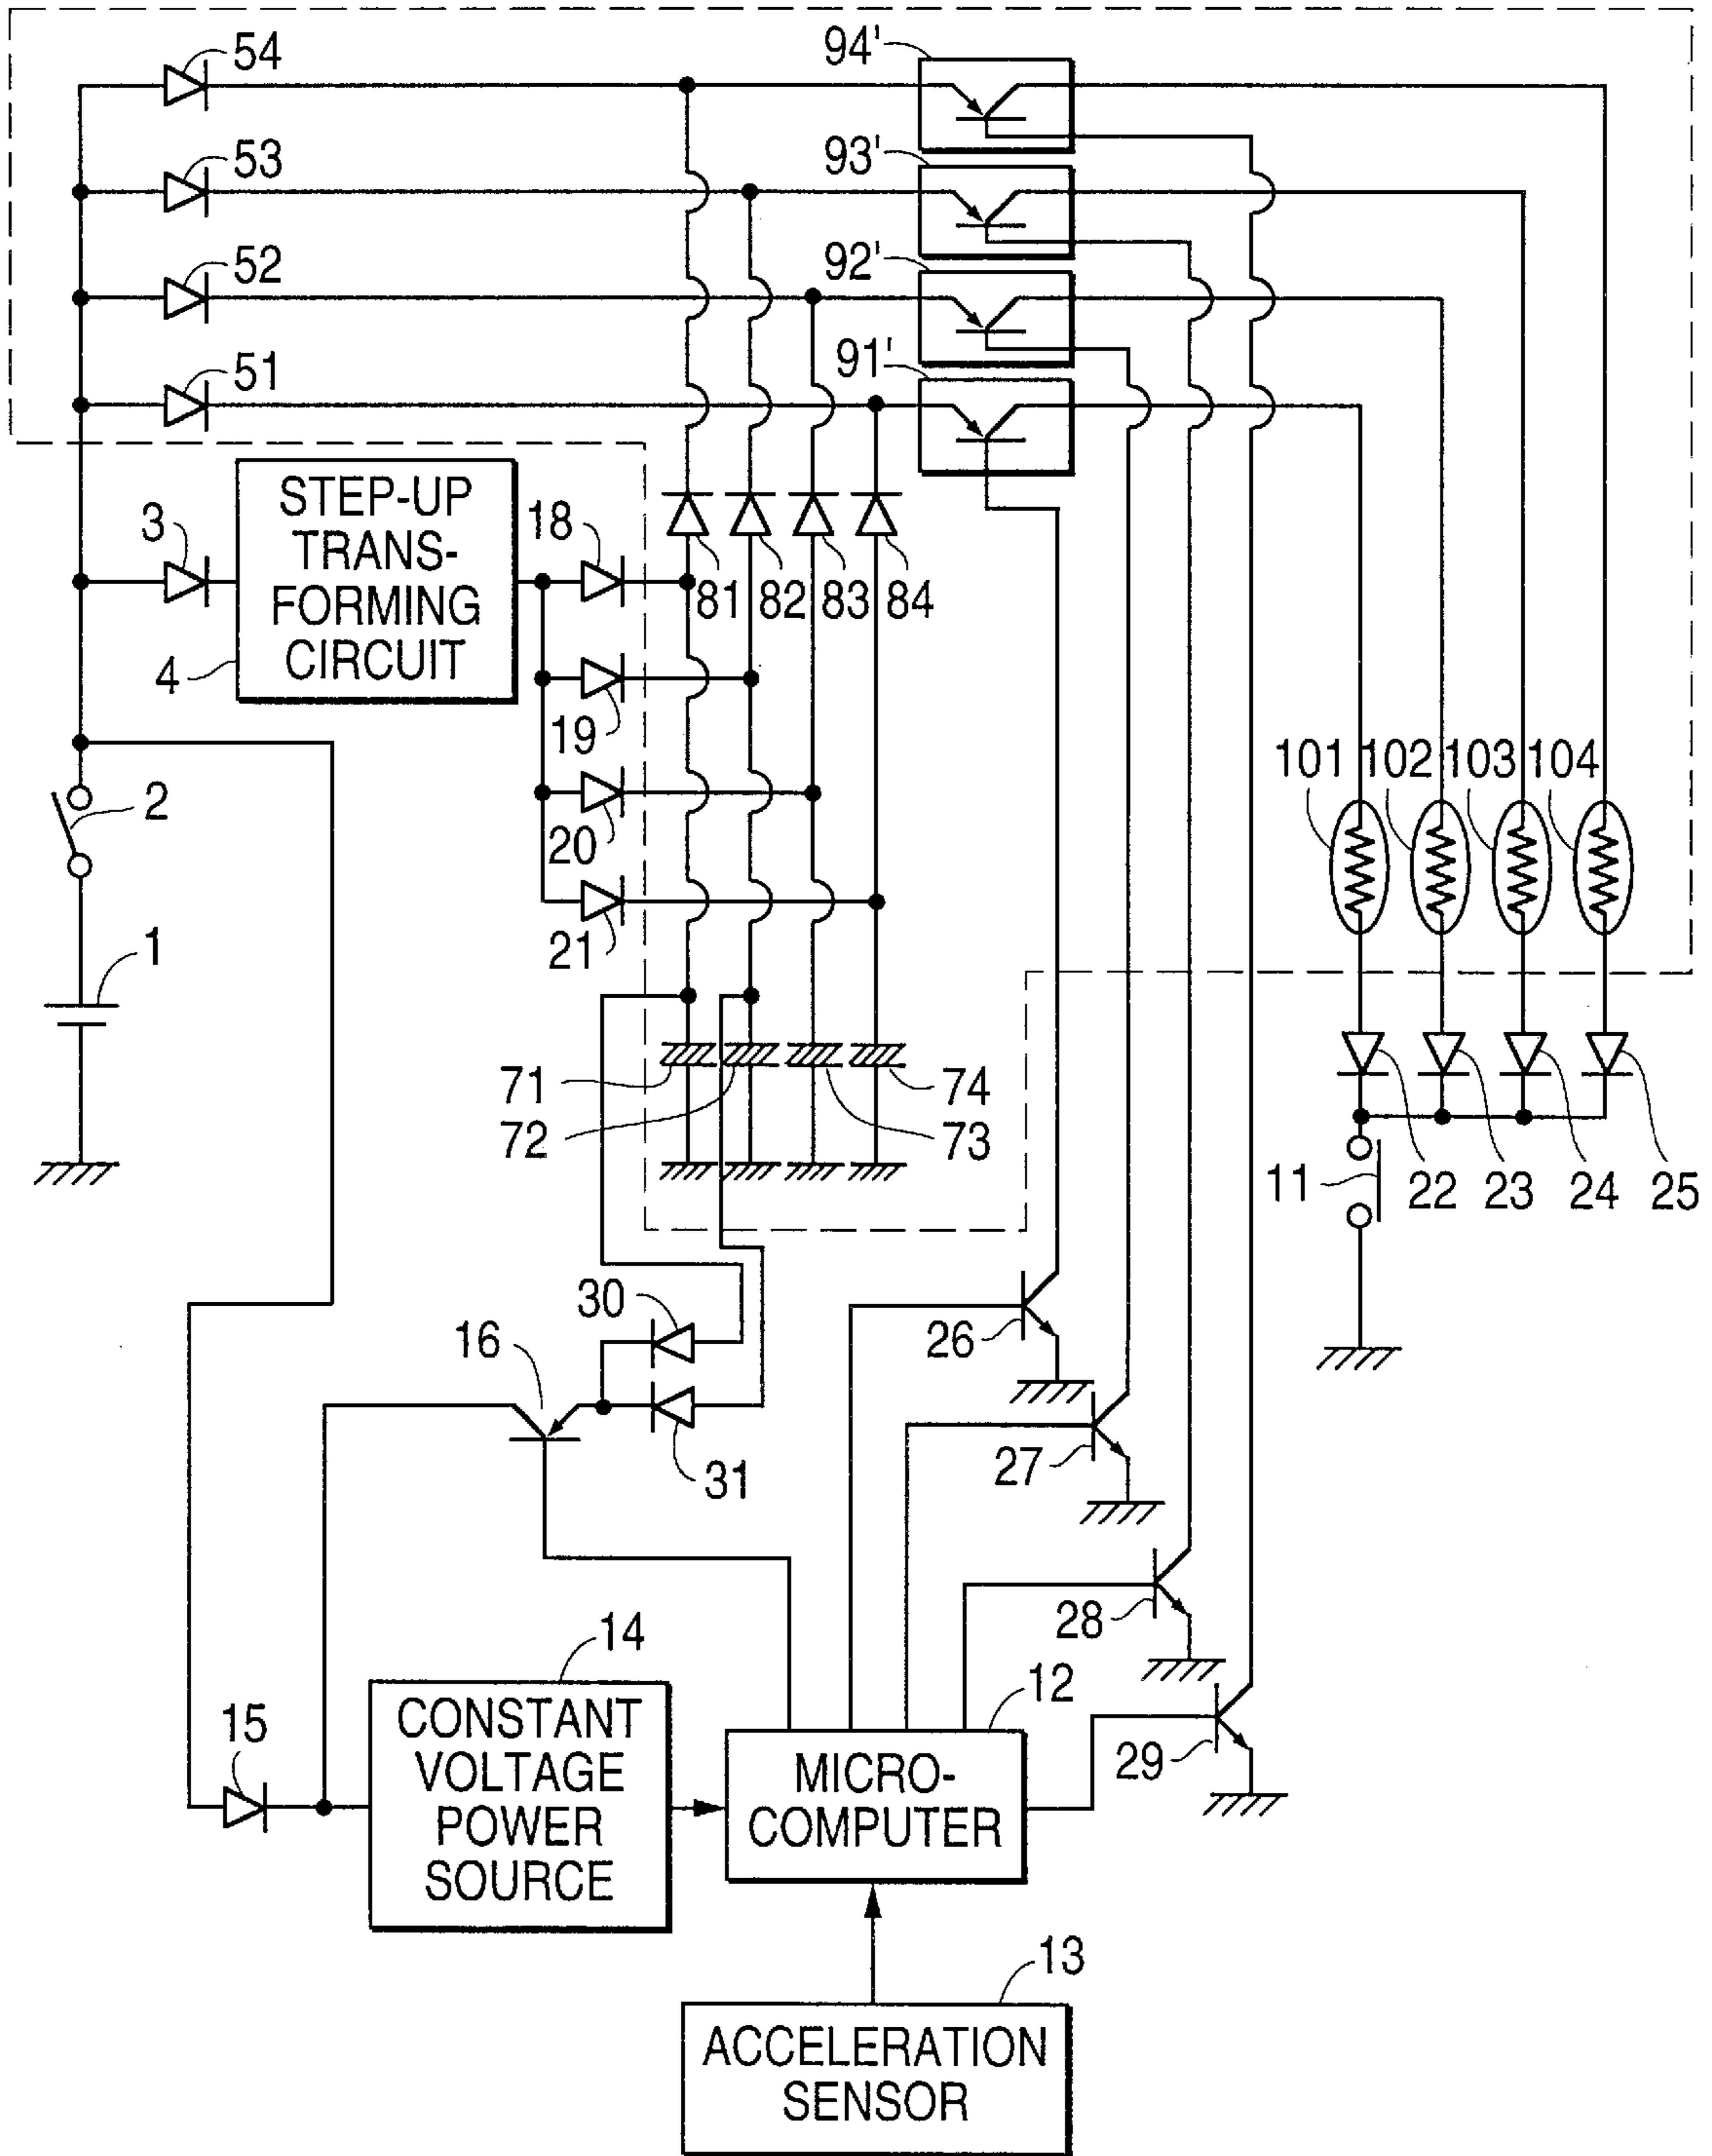 54
94'
53
93'
52
92'
51
91'
STEP-UP
TRANS-
FORMING
CIRCUIT
3
18
4
81 82 83 84
19
20
21
2
1
101 102 103 104
71
72
74
73
11
22 23 24 25
30
16
31
26
27
28
29
14
CONSTANT
VOLTAGE
POWER
SOURCE
15
12
MICRO-
COMPUTER
13
ACCELERATION
SENSOR